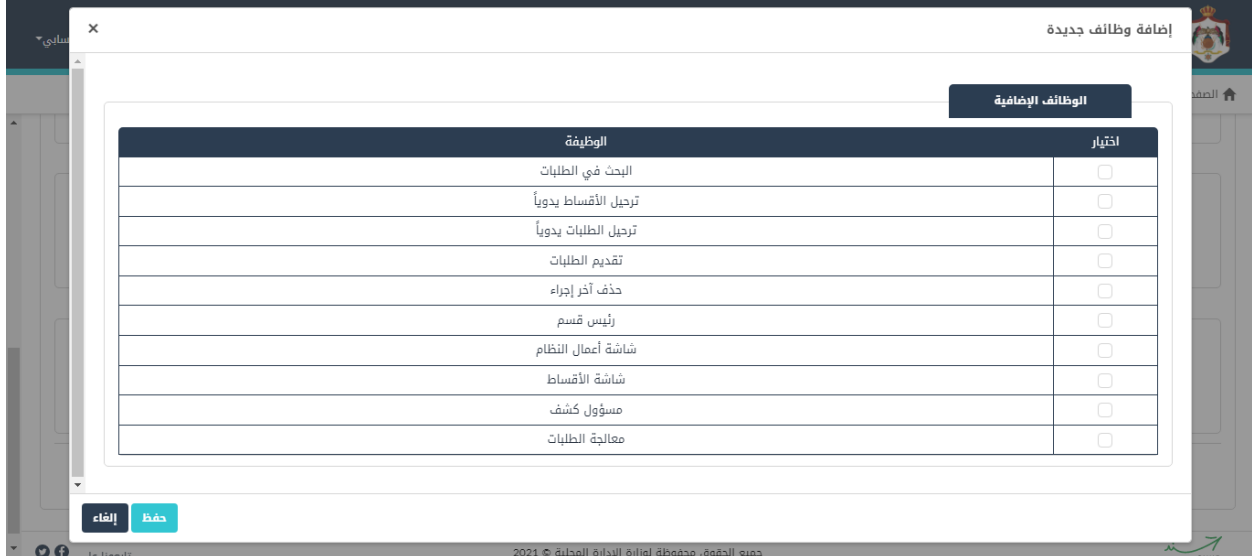 إضافة وظائف جديدة
×
الوظائف الإضافية
اختيار
الوظيفة
البحث في الطلبات
ترحيل الأقساط يدوياً
ترحيل الطلبات يدوياً
تقديم الطلبات
حذف آخر إجراء
رئيس قسم
شاشة أعمال النظام
شاشة الأقساط
مسؤول كشف
معالجة الطلبات
حفظ
إلغاء
جميع الحقوق محفوظة لوزارة الإدارة المحلية © 2021